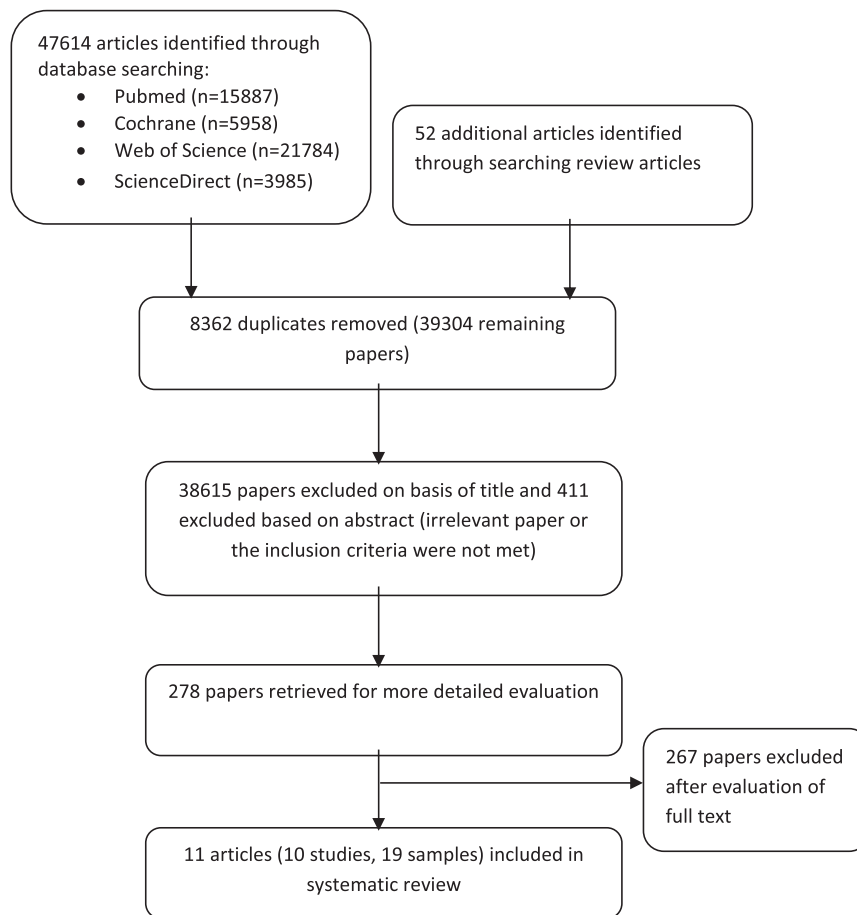 47614 articles identified through
database searching:
• Pubmed (n=15887)
• Cochrane (n=5958)
• Web of Science (n=21784)
• ScienceDirect (n=3985)
52 additional articles identified
through searching review articles
8362 duplicates removed (39304 remaining
papers)
38615 papers excluded on basis of title and 411
excluded based on abstract (irrelevant paper or
the inclusion criteria were not met)
278 papers retrieved for more detailed evaluation
267 papers excluded
after evaluation of
full text
11 articles (10 studies, 19 samples) included in
systematic review